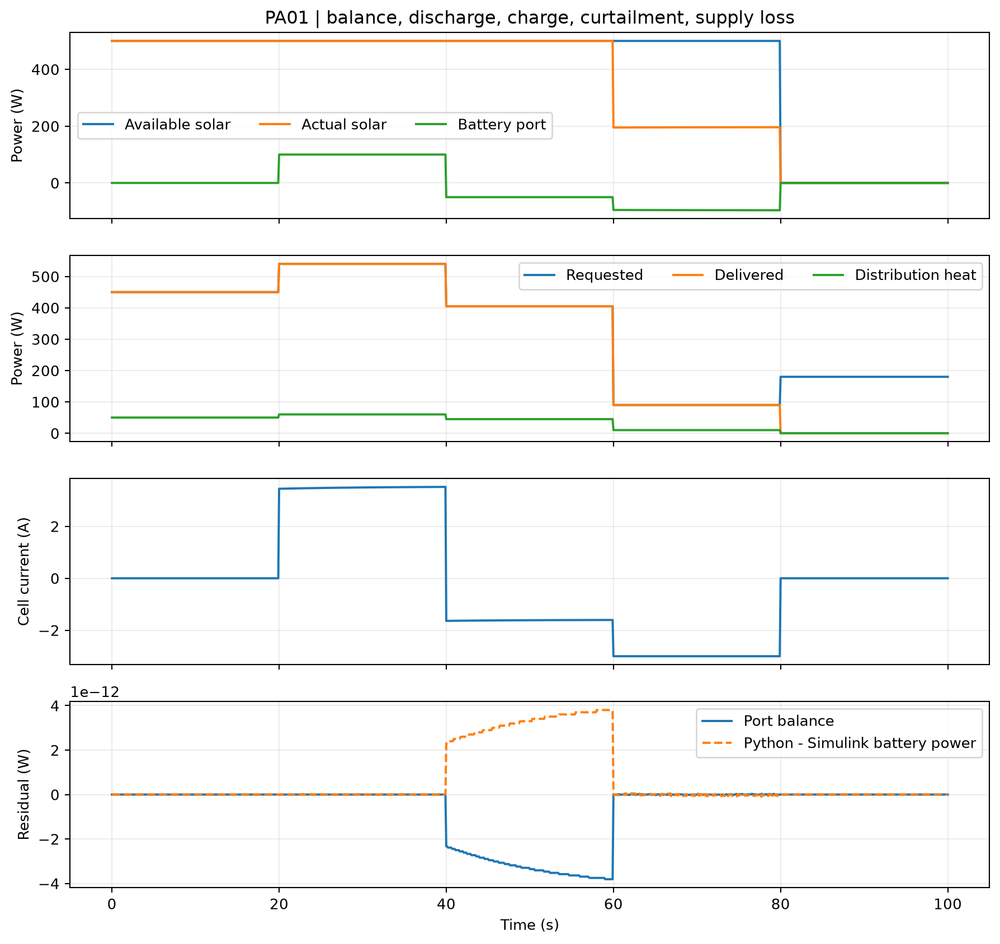 PA01 | balance, discharge, charge, curtailment, supply loss
Power (W)
400
200
0
Available solar
Actual solar
Battery port
Power (W)
500
400
300
200
100
0
Requested
Delivered
Distribution heat
Cell current (A)
2
0
−2
1e−12
Residual (W)
4
2
0
−2
−4
Port balance
Python - Simulink battery power
0
20
40
60
80
100
Time (s)